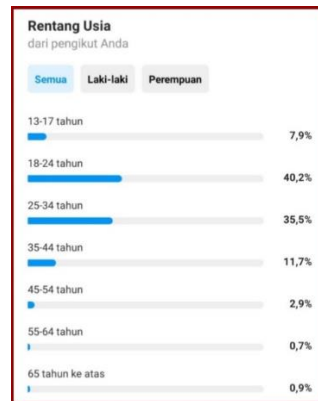 Rentang Usia
dari pengikut Anda
Semua Laki-laki Perempuan
13-17 tahun
7,9%
18-24 tahun
40,2%
25-34 tahun
35,5%
35-44 tahun
11,7%
45-54 tahun
2,9%
55-64 tahun
0,7%
65 tahun ke atas
0,9%